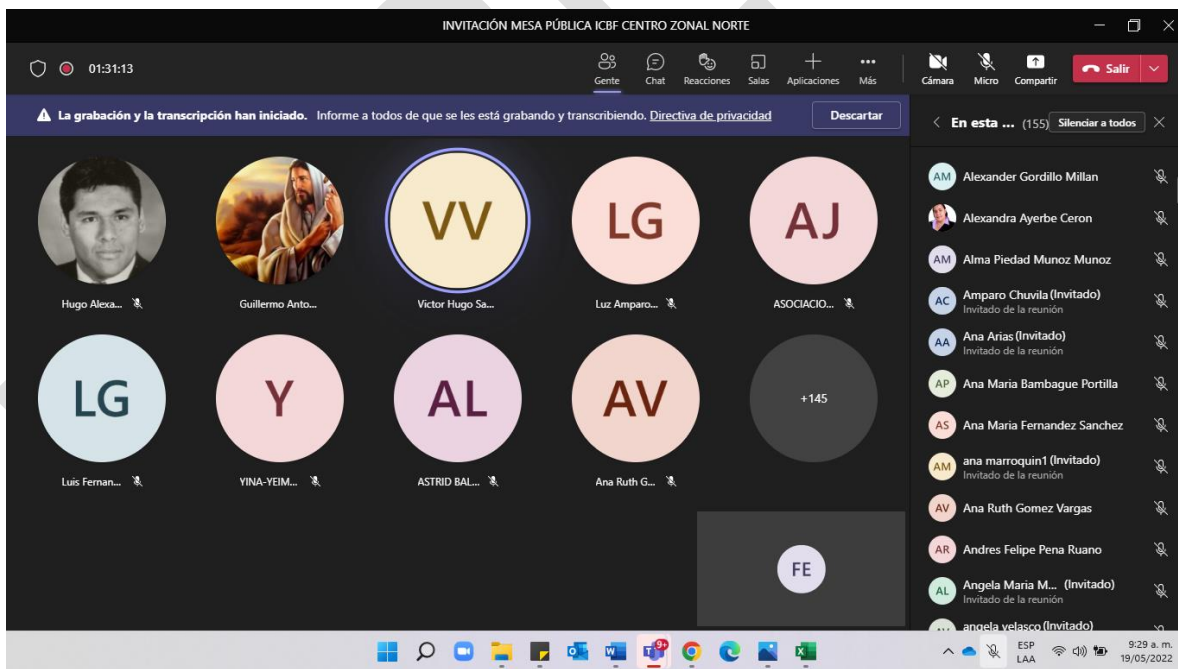 INVITACIÓN MESA PÚBLICA ICBF CENTRO ZONAL NORTE
01:31:13
Gente Chat Reacciones Salas Aplicaciones Más Cámara Micro Compartir Salir
La grabación y la transcripción han iniciado. Informe a todos de que se les está grabando y transcribiendo. Directiva de privacidad Descartar
VV LG AJ
Hugo Alexa... Guillermo Anto... Victor Hugo Sa... Luz Amparo... ASOCIACIO...
LG Y AL AV +145
Luis Fernan... YINA-YEIM... ASTRID BAL... Ana Ruth G...
FE
En esta ... (155) Silenciar a todos
AM Alexander Gordillo Millan
Alexandra Ayerbe Ceron
AM Alma Piedad Munoz Munoz
AC Amparo Chuvila (Invitado)
Invitado de la reunión
AA Ana Arias (Invitado)
Invitado de la reunión
AP Ana Maria Bambague Portilla
AS Ana Maria Fernandez Sanchez
AM ana marroquin1 (Invitado)
Invitado de la reunión
AV Ana Ruth Gomez Vargas
AR Andres Felipe Pena Ruano
AL Angela Maria M... (Invitado)
Invitado de la reunión
angela velasco (Invitado)
9+
ESP
LAA
9:29 a. m.
19/05/2022